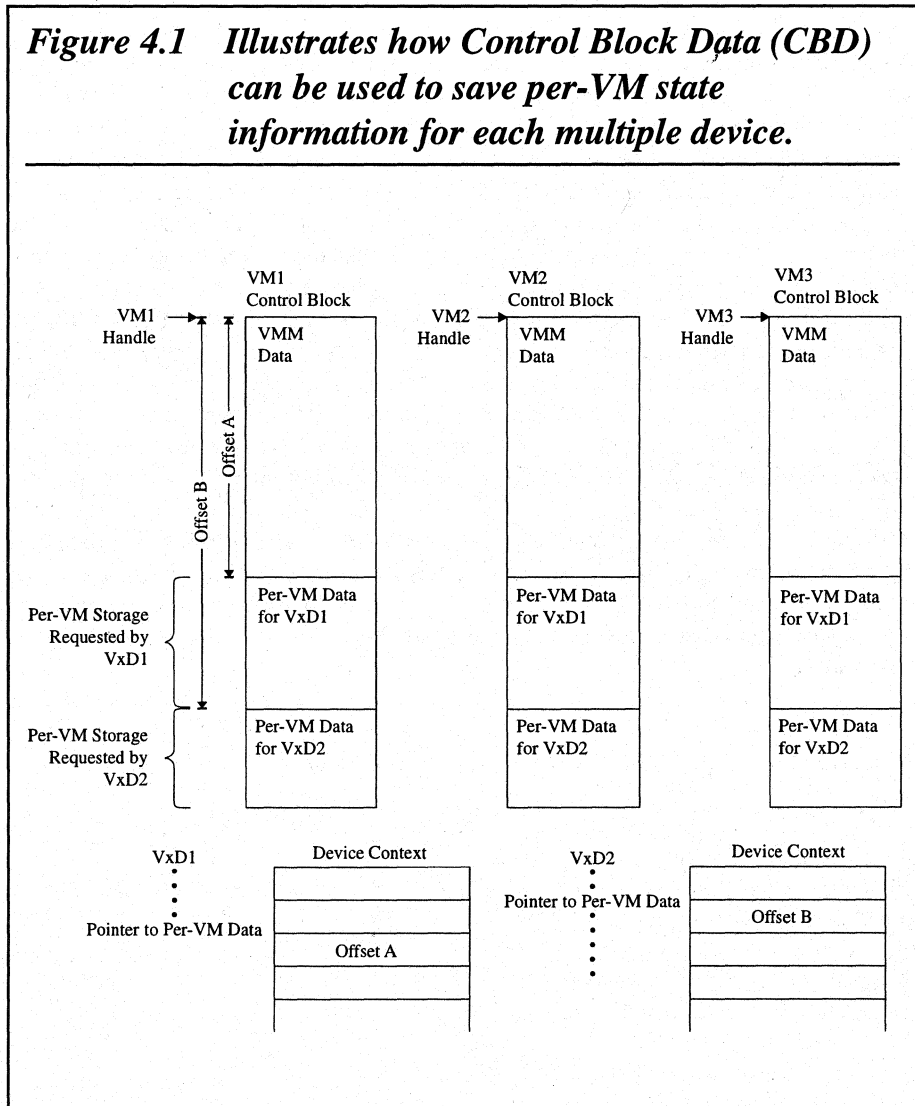 Figure 4.1 Illustrates how Control Block Data (CBD)
can be used to save per-VM state
information for each multiple device.
VM1
Control Block
VM2
Control Block
VM3
Control Block
VM1
Handle
VM2
Handle
VM3
Handle
VMM
Data
VMM
Data
VMM
Data
Offset A
Offset B
Per-VM Storage
Requested by
VxD1
Per-VM Data
for VxD1
Per-VM Data
for VxD1
Per-VM Data
for VxD1
Per-VM Storage
Requested by
VxD2
Per-VM Data
for VxD2
Per-VM Data
for VxD2
Per-VM Data
for VxD2
VxD1
Pointer to Per-VM Data
Device Context
Offset A
VxD2
Pointer to Per-VM Data
Device Context
Offset B